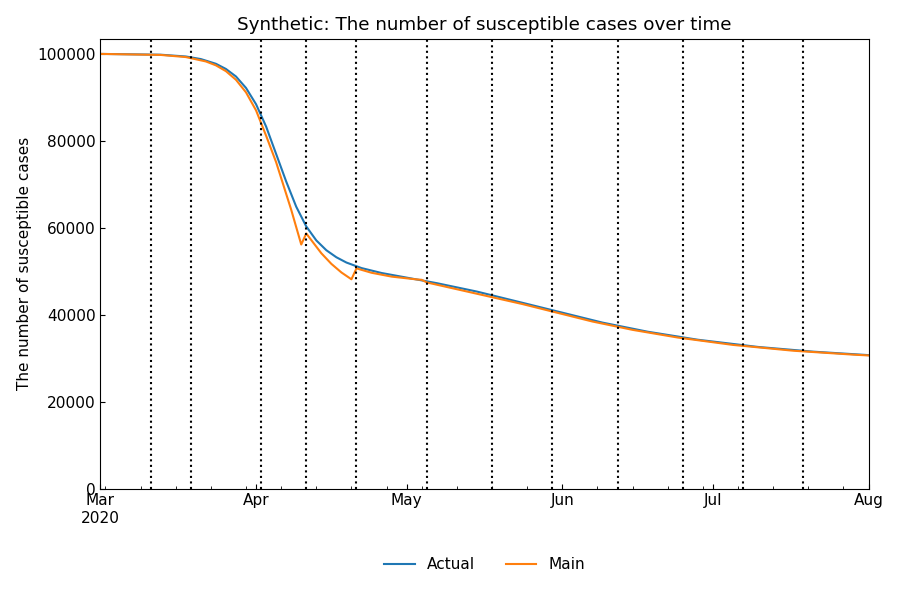 Synthetic: The number of susceptible cases over time
The number of susceptible cases
100000
80000
60000
40000
20000
0
Mar Apr May Jun Jul Aug
2020
Actual Main